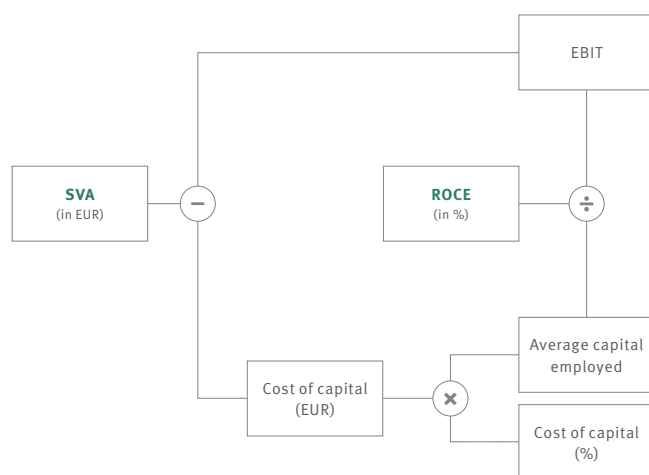 EBIT
SVA
(in EUR)
−
ROCE
(in %)
÷
Average capital
employed
Cost of capital
(EUR)
×
Cost of capital
(%)